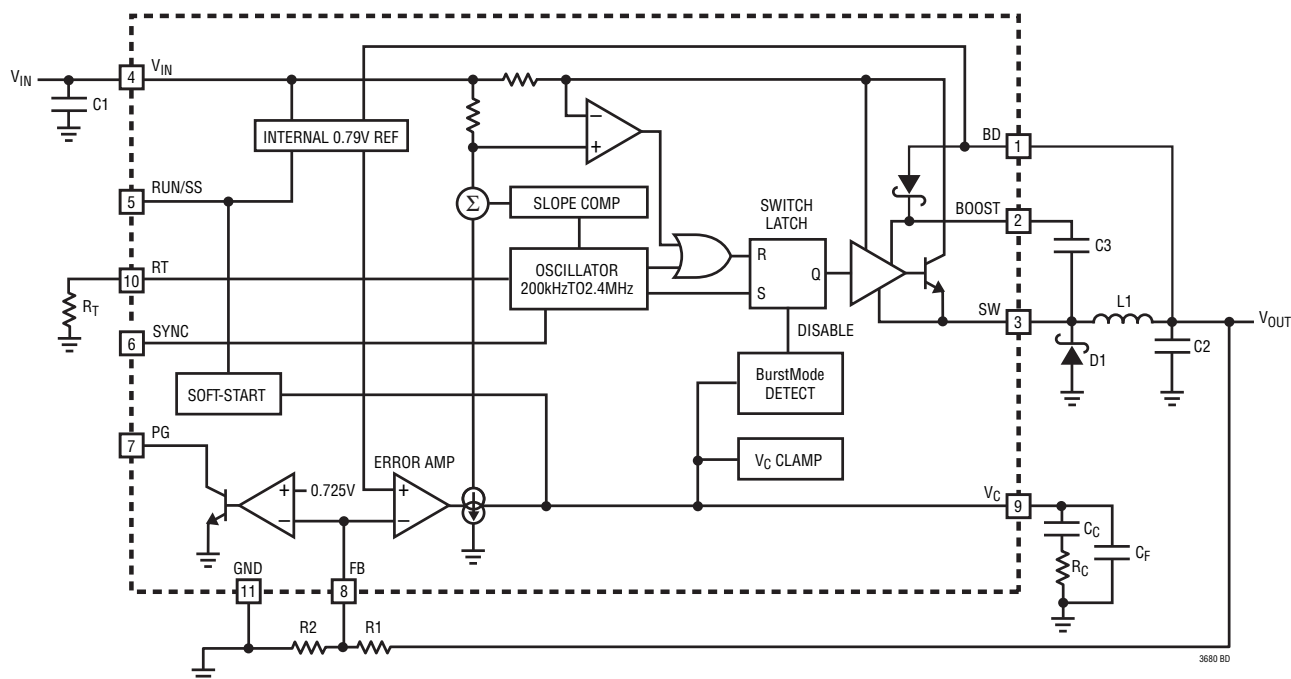 VIN
C1
4
VIN
INTERNAL 0.79V REF
RUN/SS
5
Σ
SLOPE COMP
−
+
BD
1
BOOST
2
C3
SWITCH
LATCH
R
Q
S
DISABLE
RT
10
RT
OSCILLATOR
200kHzTO2.4MHz
SYNC
6
SW
3
L1
VOUT
D1
C2
SOFT-START
BurstMode
DETECT
VC CLAMP
PG
7
+
0.725V
−
ERROR AMP
+
−
VC
9
CC
RC
CF
GND
11
FB
8
R2
R1
3680 BD